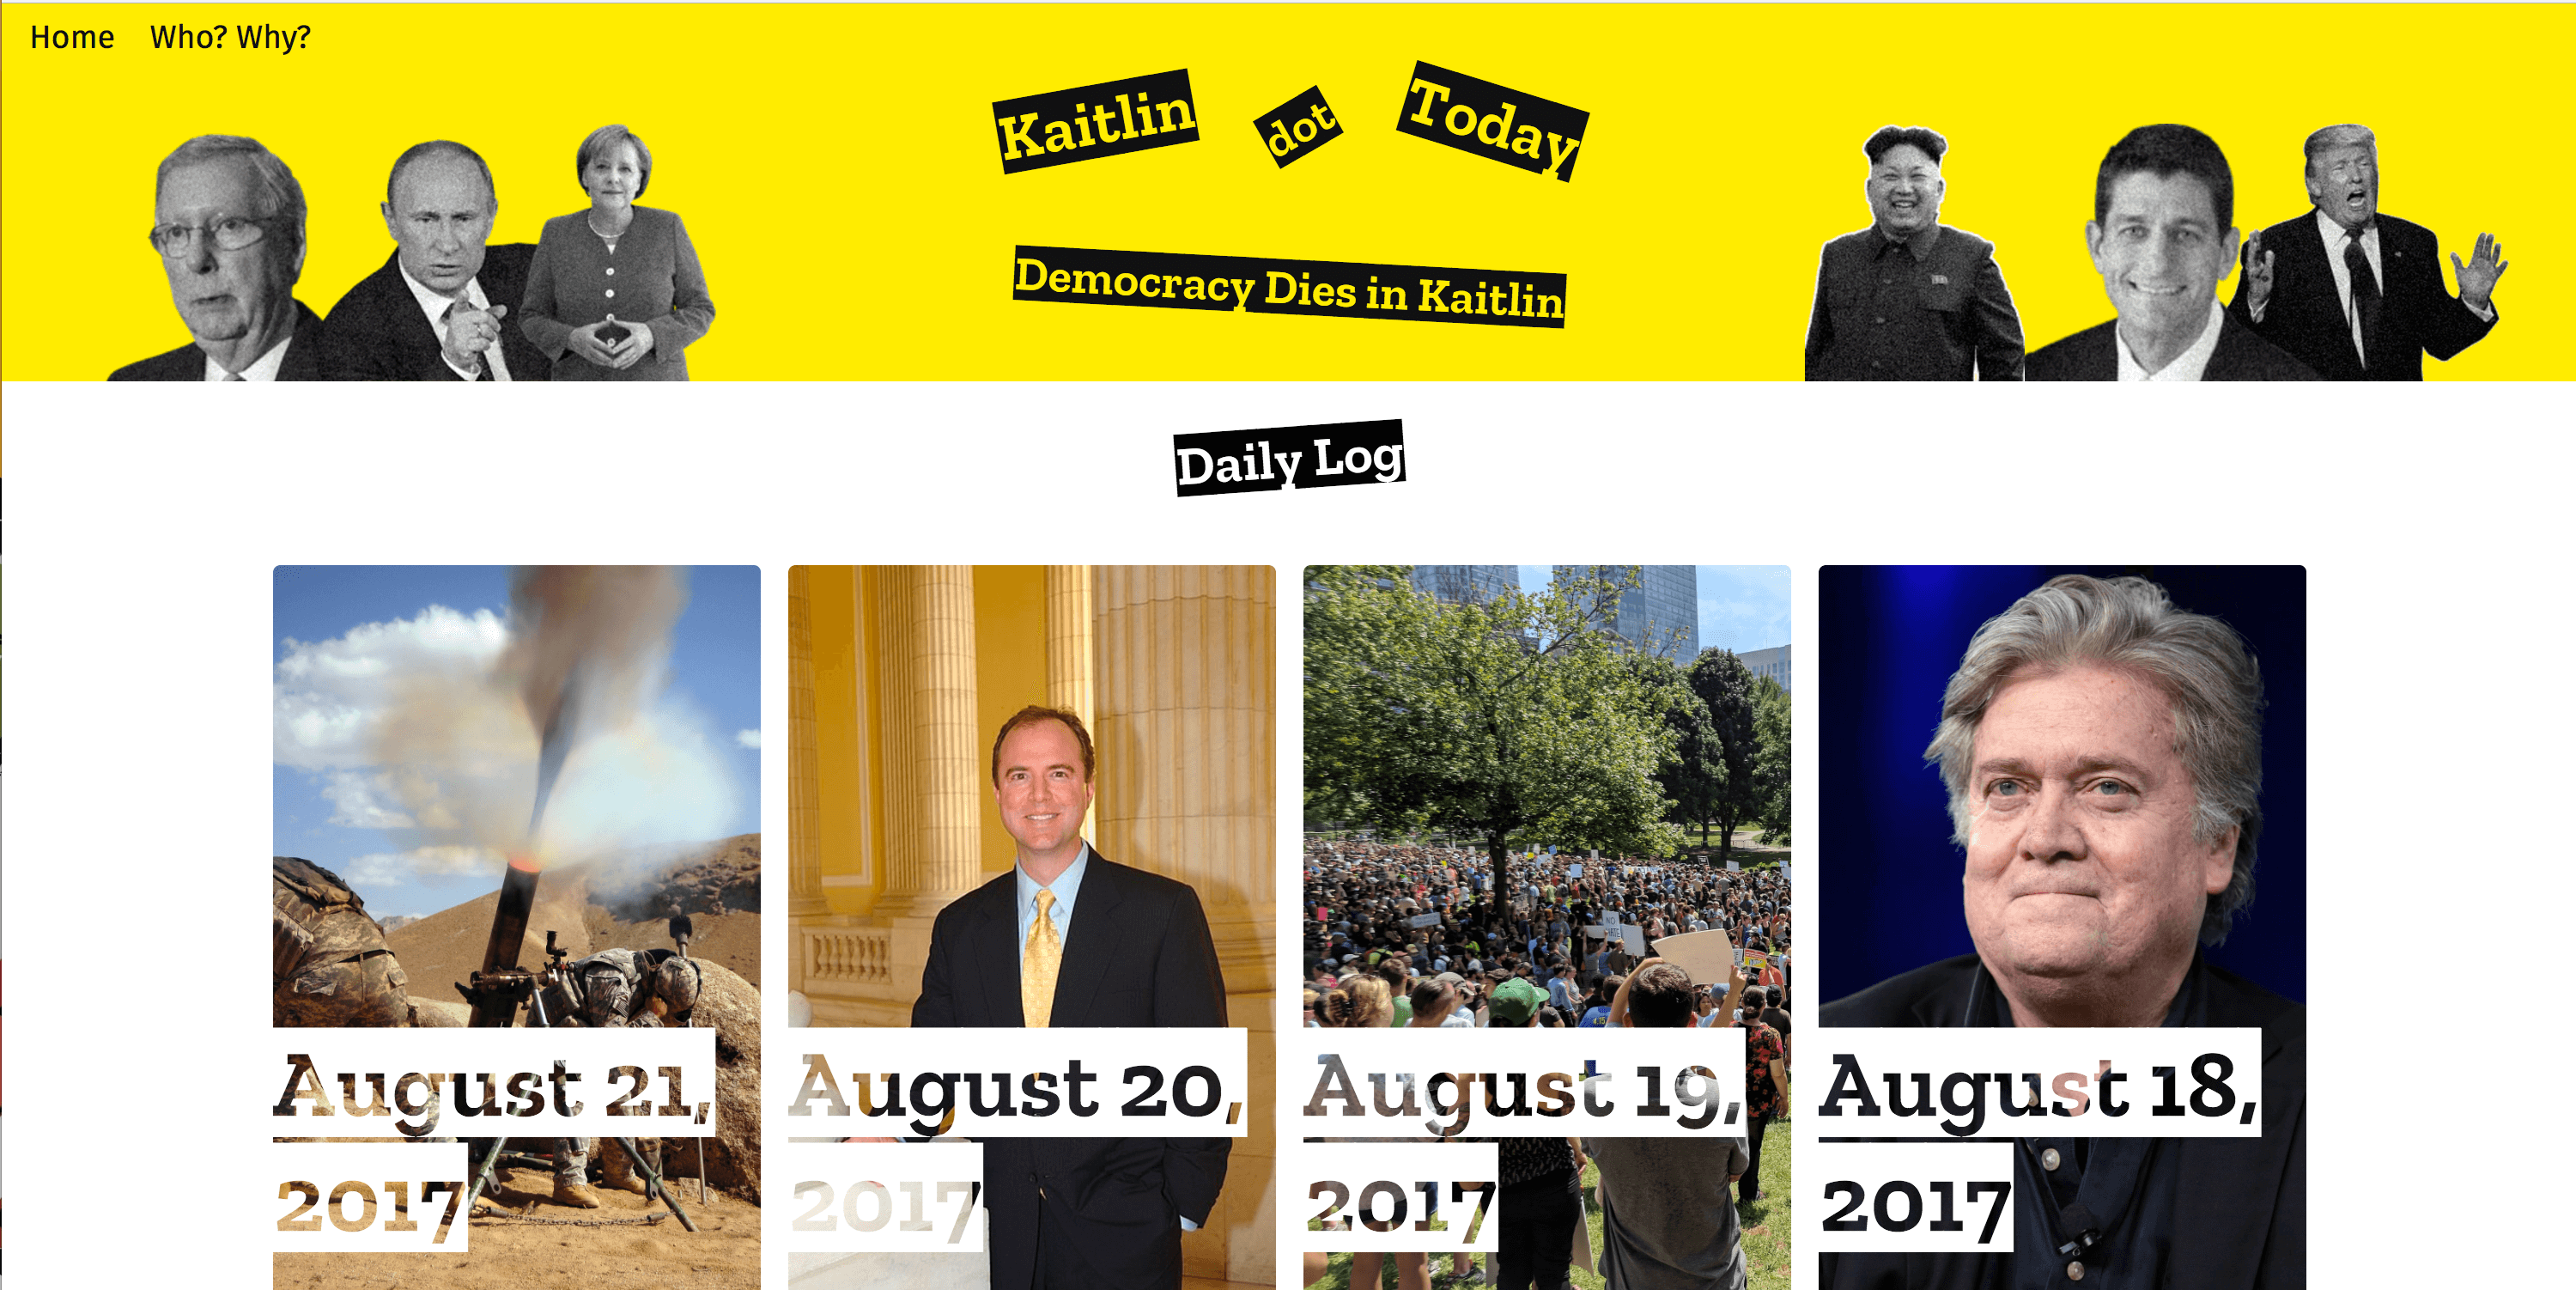 Home Who? Why?
Kaitlin dot Today
Democracy Dies in Kaitlin
Daily Log
August 21,
2017
August 20,
2017
August 19,
2017
August 18,
2017